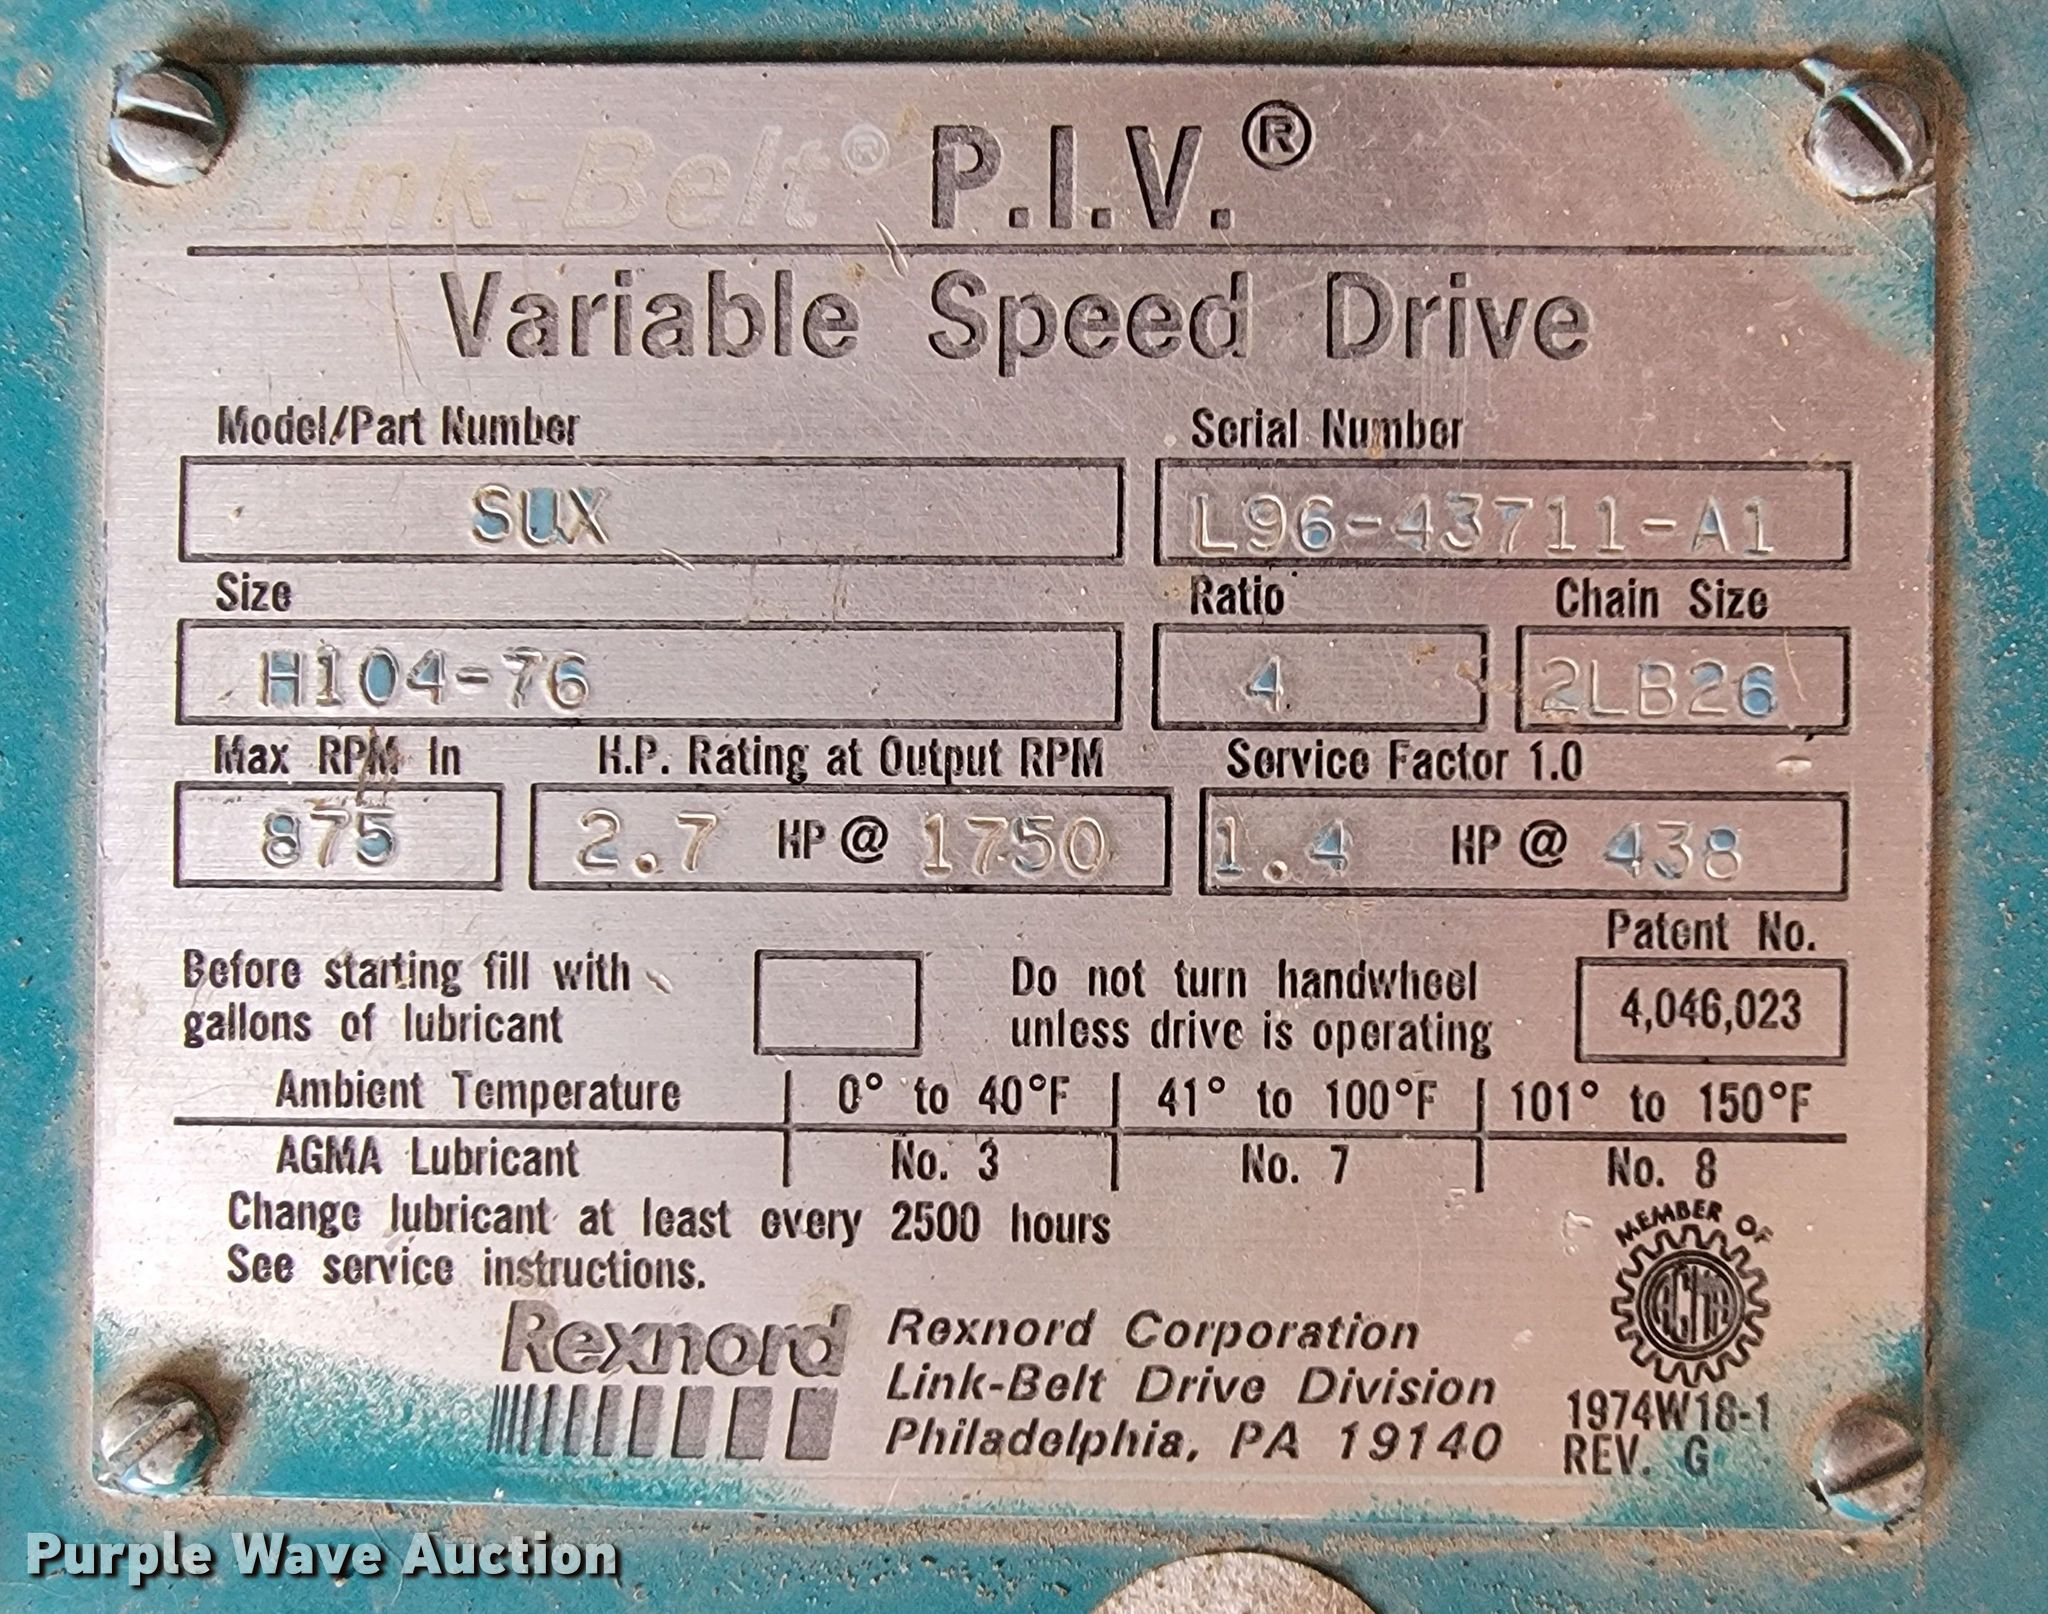 Link-Belt® P.I.V.®
Variable Speed Drive
Model/Part Number Serial Number
SUX L96-43711-A1
Size Ratio Chain Size
H104-76 4 2LB26
Max RPM In H.P. Rating at Output RPM Service Factor 1.0
875 2.7 HP @ 1750 1.4 HP @ 438
Patent No.
Before starting fill with Do not turn handwheel 4,046,023
gallons of lubricant unless drive is operating
Ambient Temperature 0° to 40°F 41° to 100°F 101° to 150°F
AGMA Lubricant No. 3 No. 7 No. 8
Change lubricant at least every 2500 hours
See service instructions.
MEMBER OF
AGMA
Rexnord Rexnord Corporation
Link-Belt Drive Division
Philadelphia, PA 19140
1974W18-1
REV. G
Purple Wave Auction